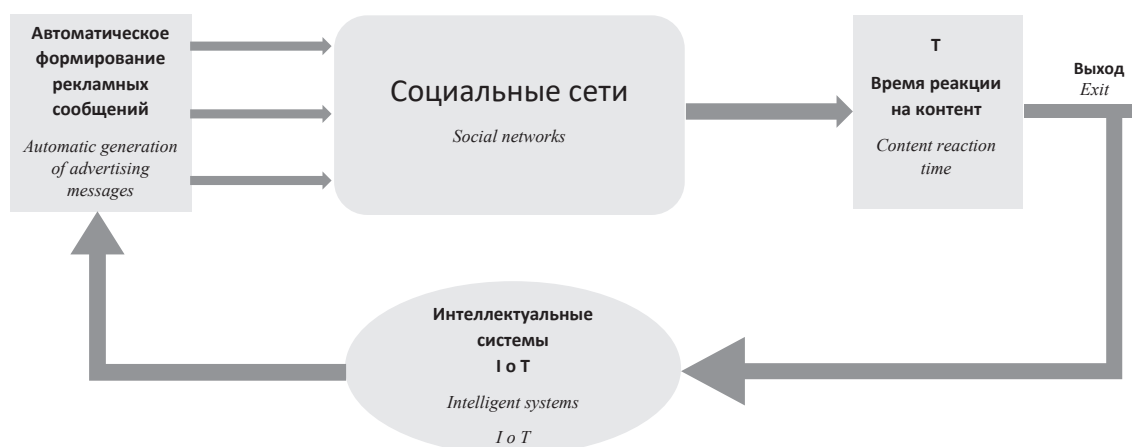 Автоматическое
формирование
рекламных
сообщений
Automatic generation
of advertising
messages
Социальные сети
Social networks
T
Время реакции
на контент
Content reaction
time
Выход
Exit
Интеллектуальные
системы
I o T
Intelligent systems
I o T